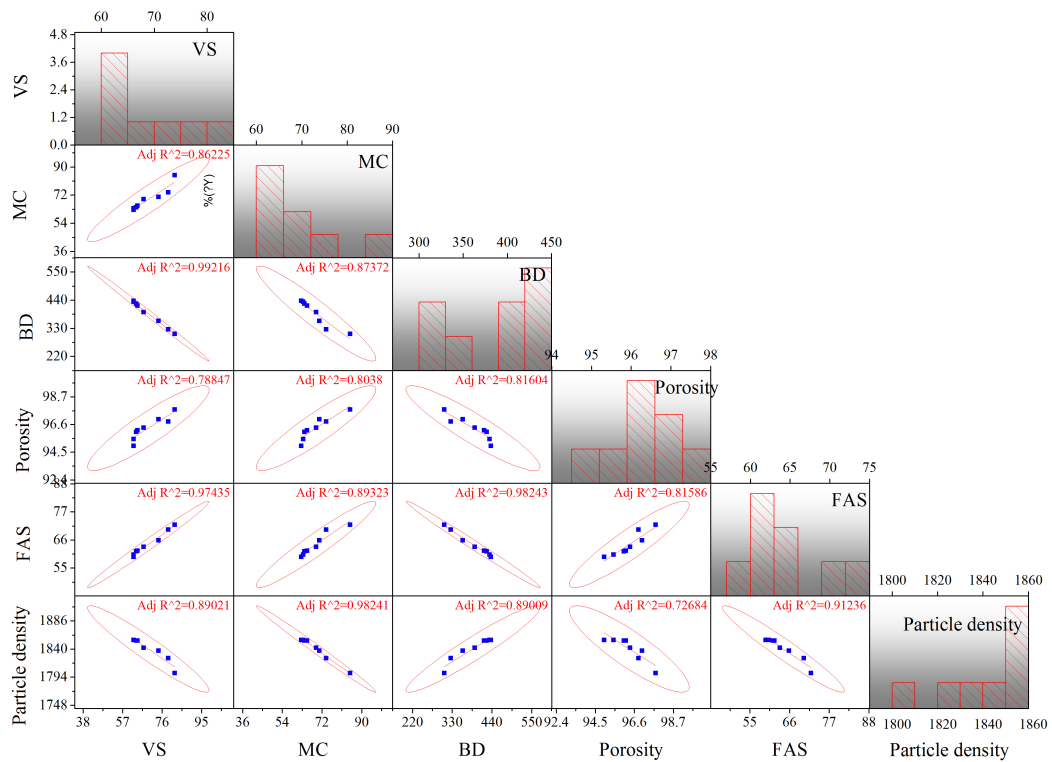 60 70 80
VS
VS
4.8
3.6
2.4
1.2
0.0
60 70 80 90
MC
Adj R^2=0.86225
%(?Y)
MC
90
72
54
36
300 350 400 450
BD
Adj R^2=0.99216
Adj R^2=0.87372
BD
550
440
330
220
94 95 96 97 98
Porosity
Adj R^2=0.78847
Adj R^2=0.8038
Adj R^2=0.81604
Porosity
98.7
96.6
94.5
92.4
55 60 65 70 75
FAS
Adj R^2=0.97435
Adj R^2=0.89323
Adj R^2=0.98243
Adj R^2=0.81586
FAS
88
77
66
55
1800 1820 1840 1860
Particle density
Adj R^2=0.89021
Adj R^2=0.98241
Adj R^2=0.89009
Adj R^2=0.72684
Adj R^2=0.91236
Particle density
1886
1840
1794
1748
38 57 76 95
36 54 72 90
220 330 440 550
92.4 94.5 96.6 98.7
55 66 77 88
1800 1820 1840 1860
VS MC BD Porosity FAS Particle density